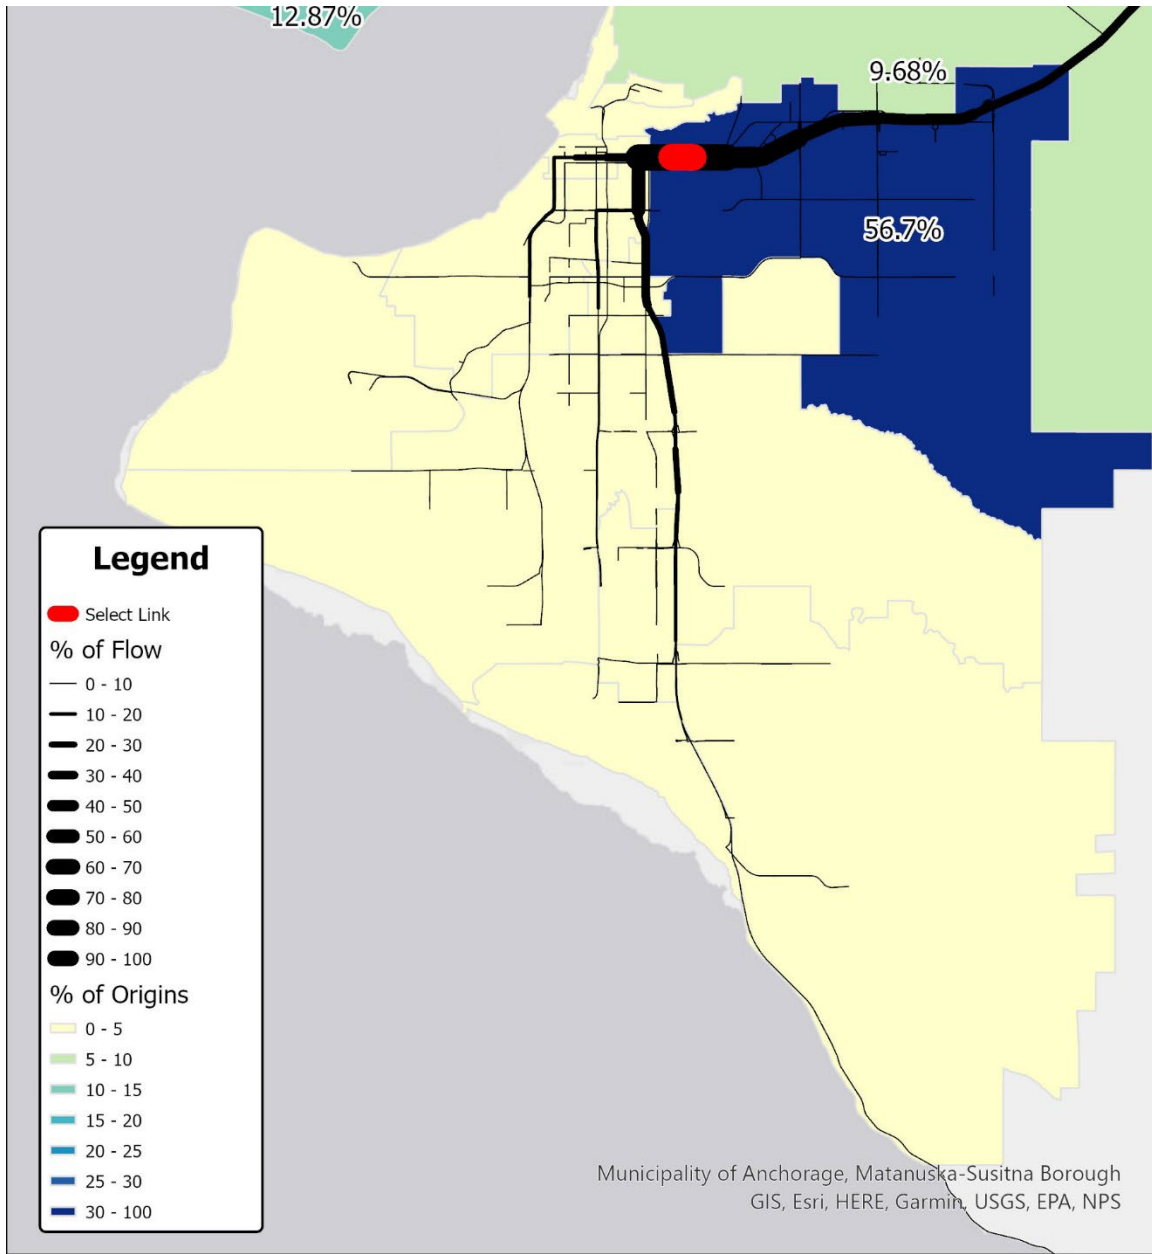 12.87%
9.68%
56.7%
Legend
Select Link
% of Flow
0 - 10
10 - 20
20 - 30
30 - 40
40 - 50
50 - 60
60 - 70
70 - 80
80 - 90
90 - 100
% of Origins
0 - 5
5 - 10
10 - 15
15 - 20
20 - 25
25 - 30
30 - 100
Municipality of Anchorage, Matanuska-Susitna Borough
GIS, Esri, HERE, Garmin, USGS, EPA, NPS